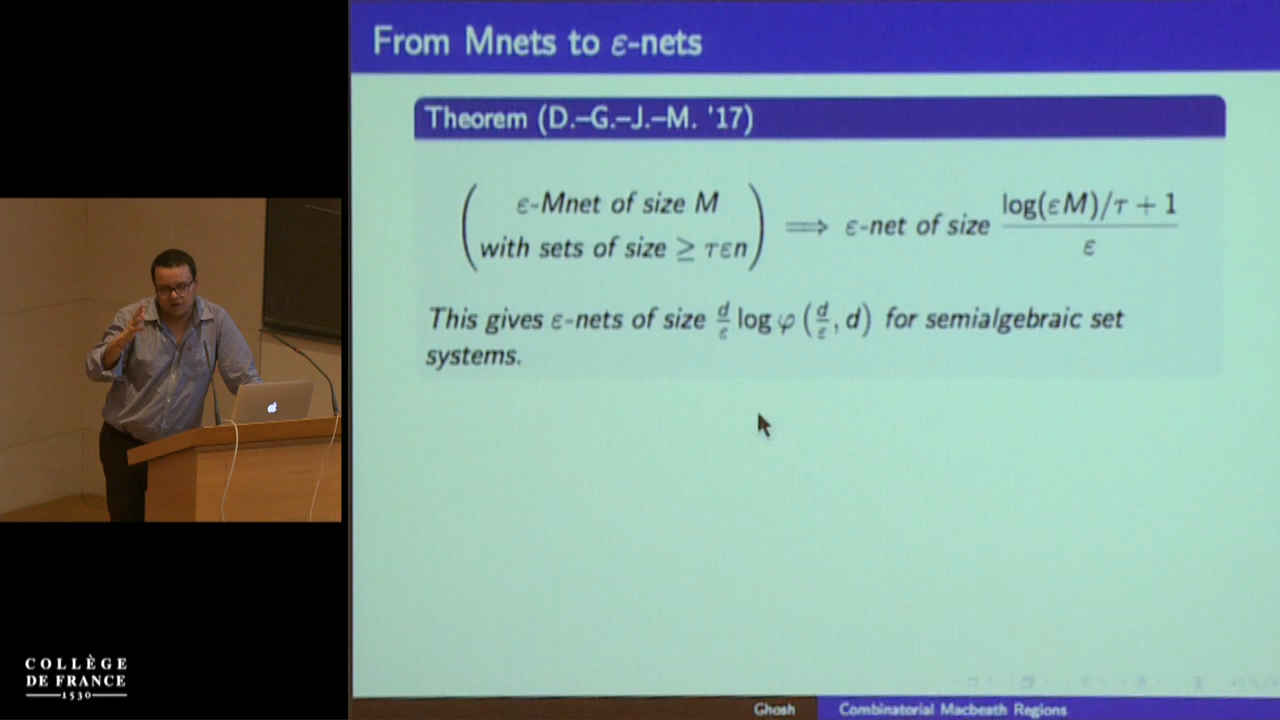 From Mnets to ε-nets
Theorem (D.–G.–J.–M. '17)
ε-Mnet of size M
with sets of size ≥ τεn
⟹ ε-net of size log(εM)/τ + 1 / ε
This gives ε-nets of size d/ε log φ (d/ε, d) for semialgebraic set
systems.
COLLÈGE
DE FRANCE
1530
Ghosh
Combinatorial Macbeath Regions